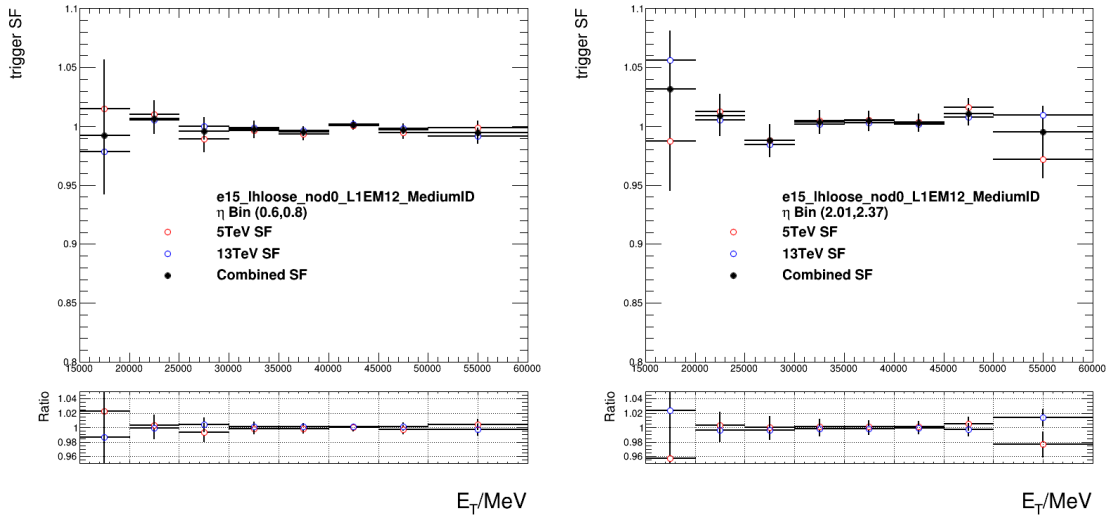 trigger SF
1.1
1.05
1
0.95
0.9
0.85
0.8
e15_lhloose_nod0_L1EM12_MediumID
η Bin (0.6,0.8)
5TeV SF
13TeV SF
Combined SF
15000 20000 25000 30000 35000 40000 45000 50000 55000 60000
Ratio
1.04
1.02
1
0.98
0.96
E_T/MeV
trigger SF
1.1
1.05
1
0.95
0.9
0.85
0.8
e15_lhloose_nod0_L1EM12_MediumID
η Bin (2.01,2.37)
5TeV SF
13TeV SF
Combined SF
15000 20000 25000 30000 35000 40000 45000 50000 55000 60000
Ratio
1.04
1.02
1
0.98
0.96
E_T/MeV